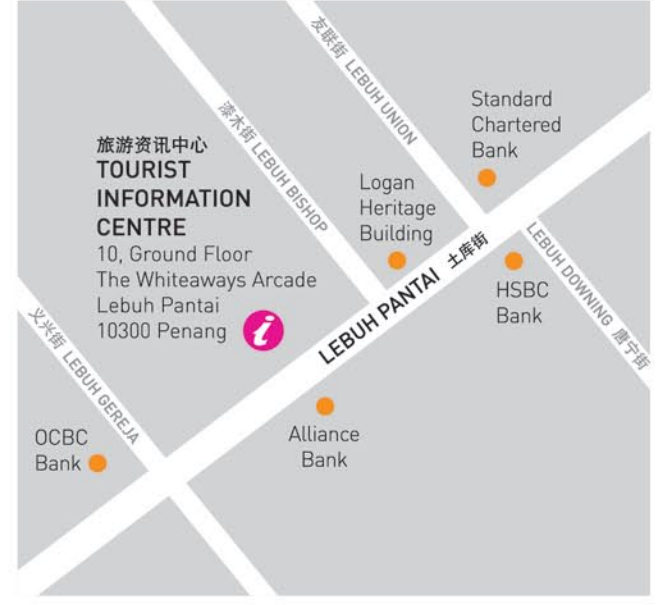 友联街 LEBUH UNION
Standard
Chartered
Bank
漆木街 LEBUH BISHOP
旅游资讯中心
TOURIST
INFORMATION
CENTRE
10, Ground Floor
The Whiteaways Arcade
Lebuh Pantai
10300 Penang
i
Logan
Heritage
Building
LEBUH PANTAI 土库街
HSBC
Bank
LEBUH DOWNING 唐宁街
义兴街 LEBUH GEREJA
OCBC
Bank
Alliance
Bank